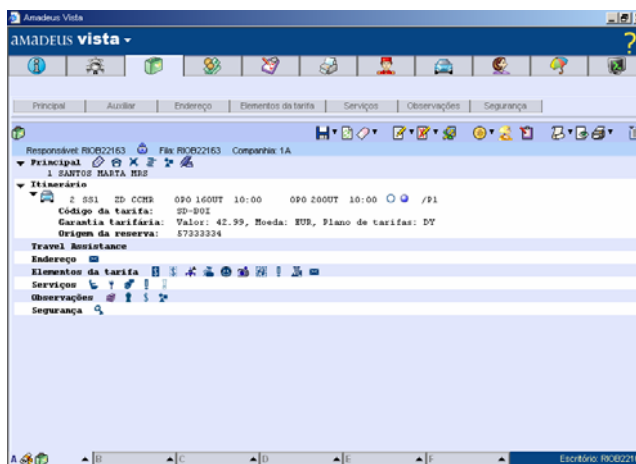 Amadeus Vista
amadeus vista
?
Principal Auxiliar Endereço Elementos da tarifa Serviços Observações Segurança
Responsável: RIOB22163 Fila: RIOB22163 Companhia: 1A
Principal
1 SANTOS MARTA MRS
Itinerário
2 SS1 ZD CCMR OPO 16OUT 10:00 OPO 20OUT 10:00 /P1
Código da tarifa: SD-BOI
Garantia tarifária: Valor: 42.99, Moeda: EUR, Plano de tarifas: DY
Origem da reserva: 57333334
Travel Assistance
Endereço
Elementos da tarifa
Serviços
Observações
Segurança
A B C D E F Escritório: RIOB221